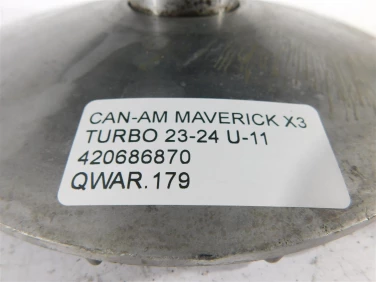 CAN-AM MAVERICK X3
TURBO 23-24 U-11
420686870
QWAR.179